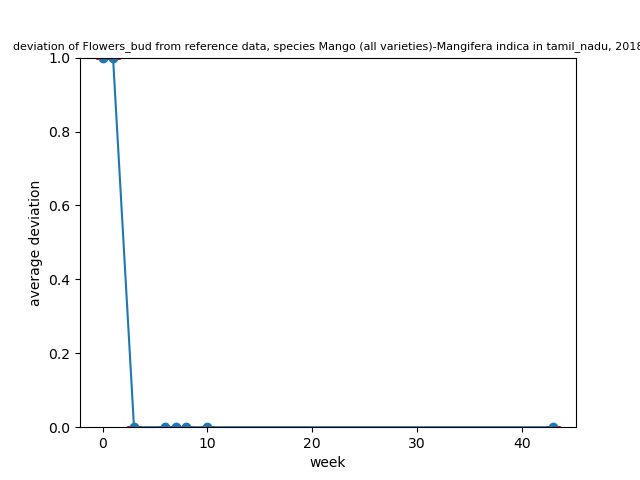 deviation of Flowers_bud from reference data, species Mango (all varieties)-Mangifera indica in tamil_nadu, 2018
1.0
0.8
0.6
0.4
0.2
0.0
average deviation
0 10 20 30 40
week